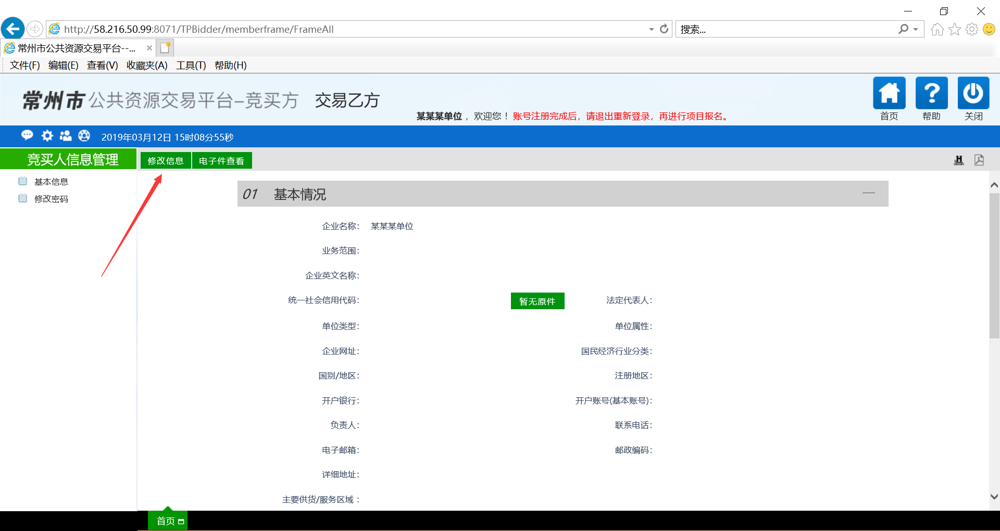 http://58.216.50.99:8071/TPBidder/memberframe/FrameAll
搜索...
常州市公共资源交易平台--...
文件(F) 编辑(E) 查看(V) 收藏夹(A) 工具(T) 帮助(H)
常州市公共资源交易平台–竞买方 交易乙方
某某某单位 ，欢迎您！ 账号注册完成后，请退出重新登录，再进行项目报名。
首页 帮助 关闭
2019年03月12日 15时08分55秒
竞买人信息管理
修改信息 电子件查看
基本信息
修改密码
01 基本情况
企业名称： 某某某单位
业务范围：
企业英文名称：
统一社会信用代码： 暂无原件 法定代表人：
单位类型： 单位属性：
企业网址： 国民经济行业分类：
国别/地区： 注册地区：
开户银行： 开户账号(基本账号)：
负责人： 联系电话：
电子邮箱： 邮政编码：
详细地址：
主要供货/服务区域 ：
首页